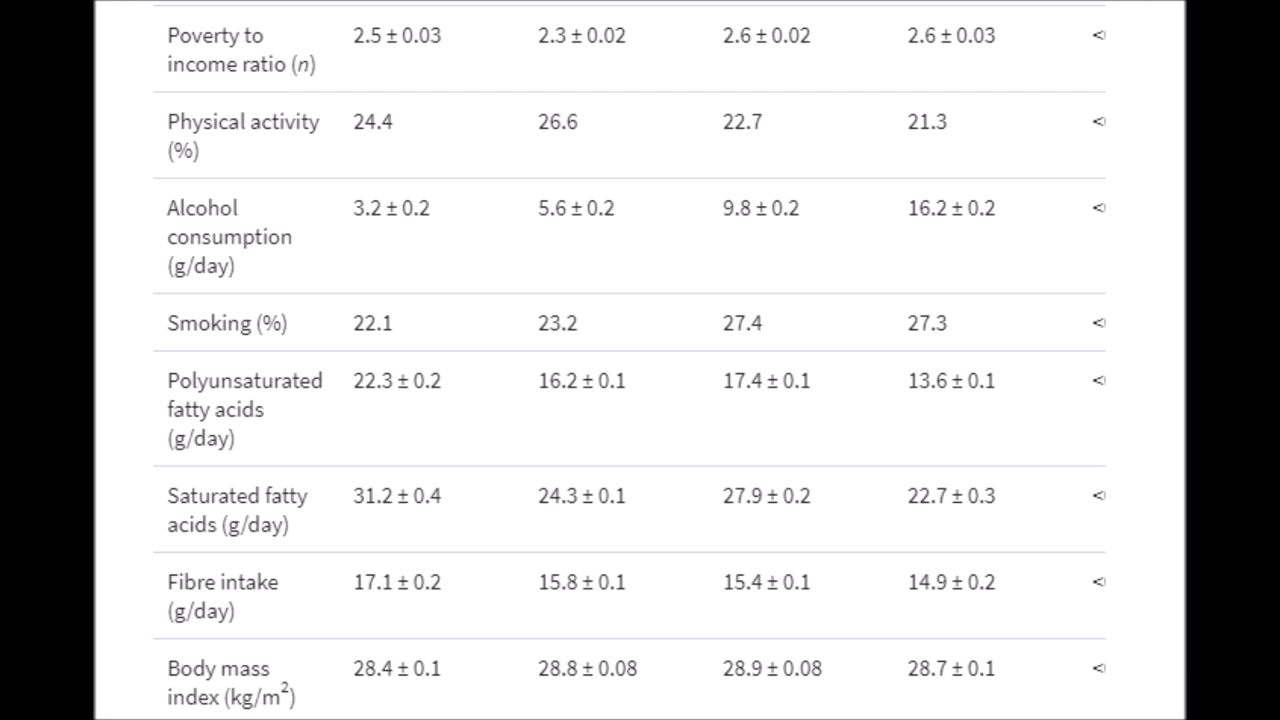 Poverty to 2.5 ± 0.03 2.3 ± 0.02 2.6 ± 0.02 2.6 ± 0.03 <
income ratio (n)
Physical activity 24.4 26.6 22.7 21.3 <
(%)
Alcohol 3.2 ± 0.2 5.6 ± 0.2 9.8 ± 0.2 16.2 ± 0.2 <
consumption
(g/day)
Smoking (%) 22.1 23.2 27.4 27.3 <
Polyunsaturated 22.3 ± 0.2 16.2 ± 0.1 17.4 ± 0.1 13.6 ± 0.1 <
fatty acids
(g/day)
Saturated fatty 31.2 ± 0.4 24.3 ± 0.1 27.9 ± 0.2 22.7 ± 0.3 <
acids (g/day)
Fibre intake 17.1 ± 0.2 15.8 ± 0.1 15.4 ± 0.1 14.9 ± 0.2 <
(g/day)
Body mass 28.4 ± 0.1 28.8 ± 0.08 28.9 ± 0.08 28.7 ± 0.1 <
index (kg/m²)